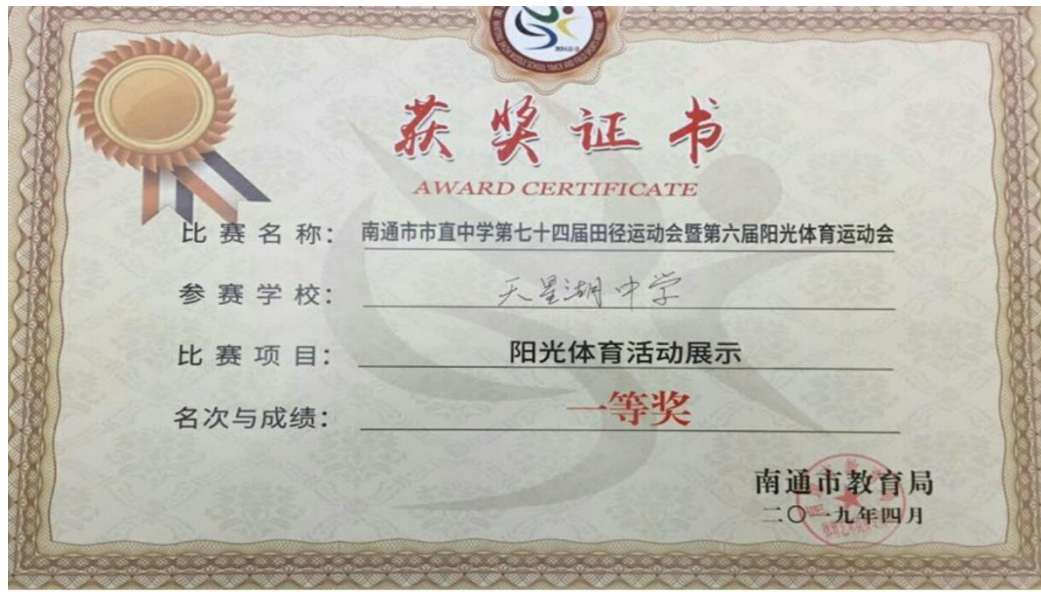 获奖证书
AWARD CERTIFICATE
比赛名称：南通市市直中学第七十四届田径运动会暨第六届阳光体育运动会
参赛学校：天星湖中学
比赛项目：阳光体育活动展示
名次与成绩：一等奖
南通市教育局
二〇一九年四月